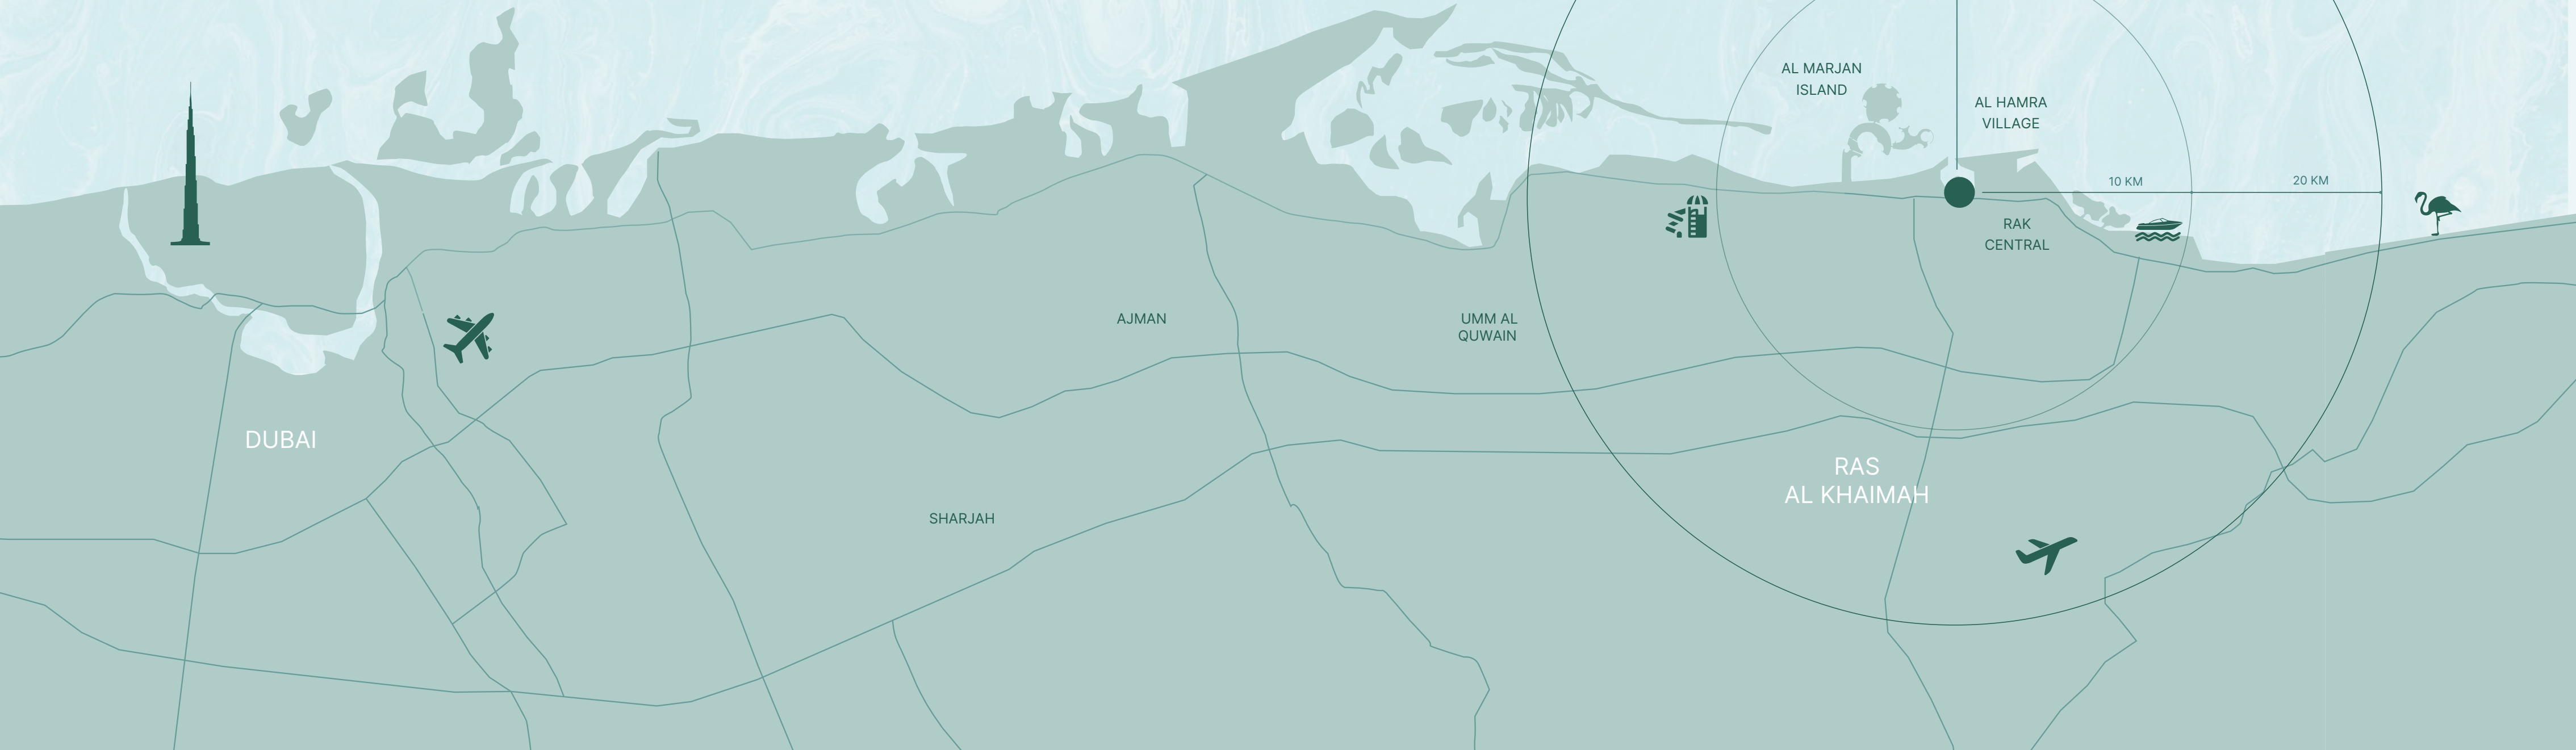 AL MARJAN
ISLAND
AL HAMRA
VILLAGE
10 KM
20 KM
RAK
CENTRAL
AJMAN
UMM AL
QUWAIN
DUBAI
RAS
AL KHAIMAH
SHARJAH